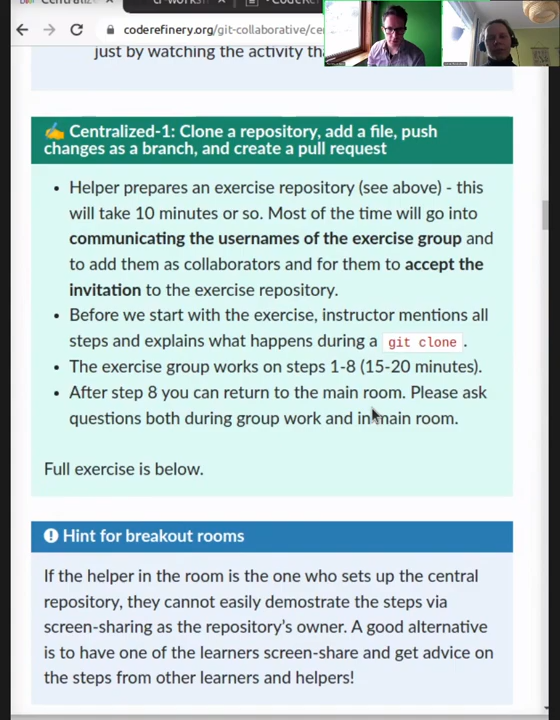 coderefinery.org/git-collaborative/ce
just by watching the activity th
✍️ Centralized-1: Clone a repository, add a file, push
changes as a branch, and create a pull request
• Helper prepares an exercise repository (see above) - this
will take 10 minutes or so. Most of the time will go into
communicating the usernames of the exercise group and
to add them as collaborators and for them to accept the
invitation to the exercise repository.
• Before we start with the exercise, instructor mentions all
steps and explains what happens during a git clone.
• The exercise group works on steps 1-8 (15-20 minutes).
• After step 8 you can return to the main room. Please ask
questions both during group work and in main room.
Full exercise is below.
Hint for breakout rooms
If the helper in the room is the one who sets up the central
repository, they cannot easily demostrate the steps via
screen-sharing as the repository's owner. A good alternative
is to have one of the learners screen-share and get advice on
the steps from other learners and helpers!